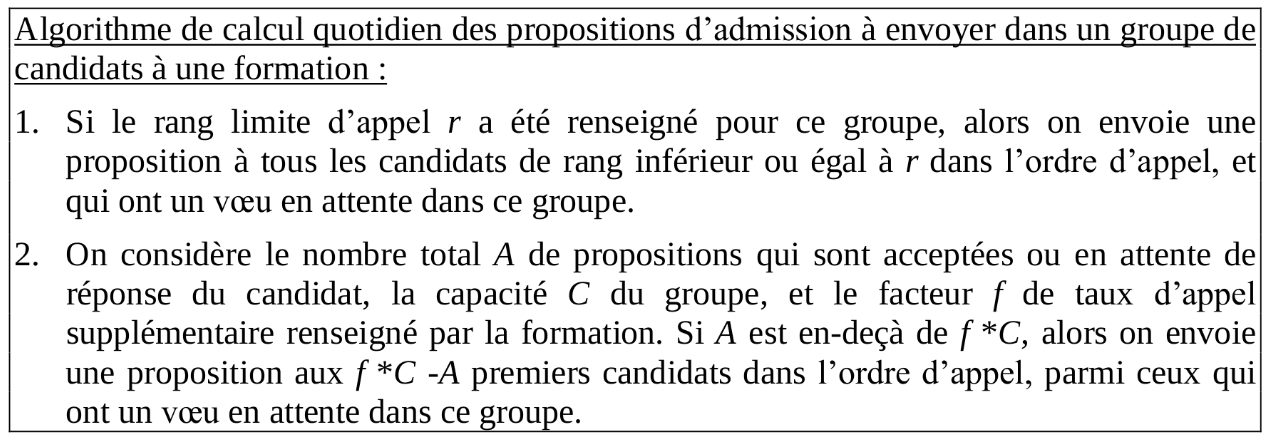 Algorithme de calcul quotidien des propositions d’admission à envoyer dans un groupe de
candidats à une formation :
1. Si le rang limite d’appel r a été renseigné pour ce groupe, alors on envoie une
proposition à tous les candidats de rang inférieur ou égal à r dans l’ordre d’appel, et
qui ont un vœu en attente dans ce groupe.
2. On considère le nombre total A de propositions qui sont acceptées ou en attente de
réponse du candidat, la capacité C du groupe, et le facteur f de taux d’appel
supplémentaire renseigné par la formation. Si A est en-deçà de f *C, alors on envoie
une proposition aux f *C -A premiers candidats dans l’ordre d’appel, parmi ceux qui
ont un vœu en attente dans ce groupe.